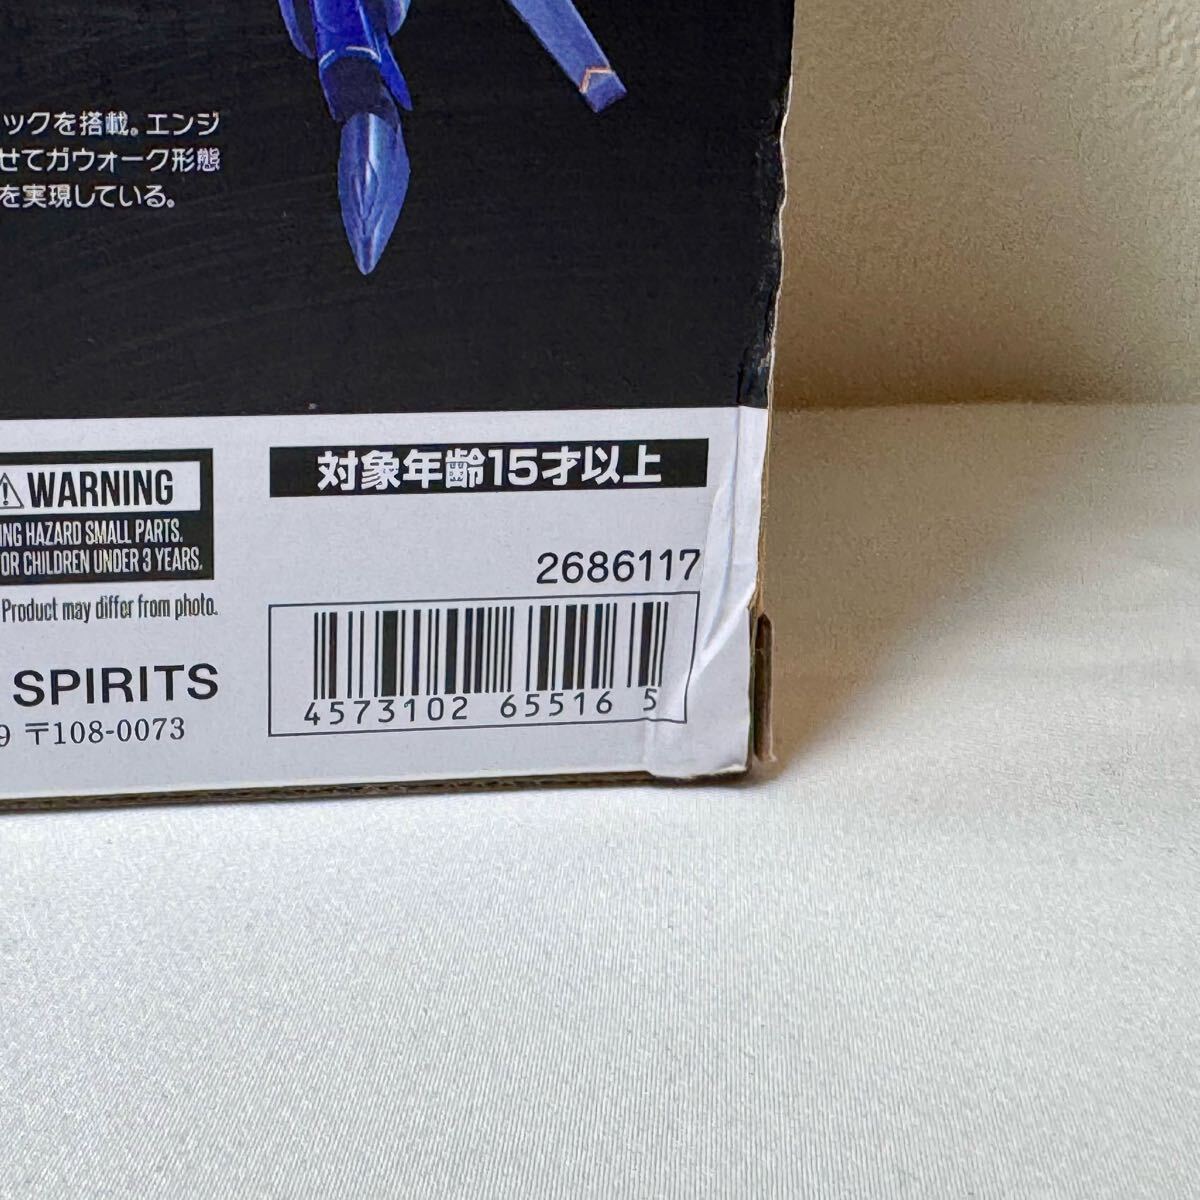 ックを搭載。エンジ
せてガウォーク形態
を実現している。
⚠WARNING
ING HAZARD SMALL PARTS.
FOR CHILDREN UNDER 3 YEARS.
Product may differ from photo.
SPIRITS
9 〒108-0073
対象年齢15才以上
2686117
4573102 65516 5